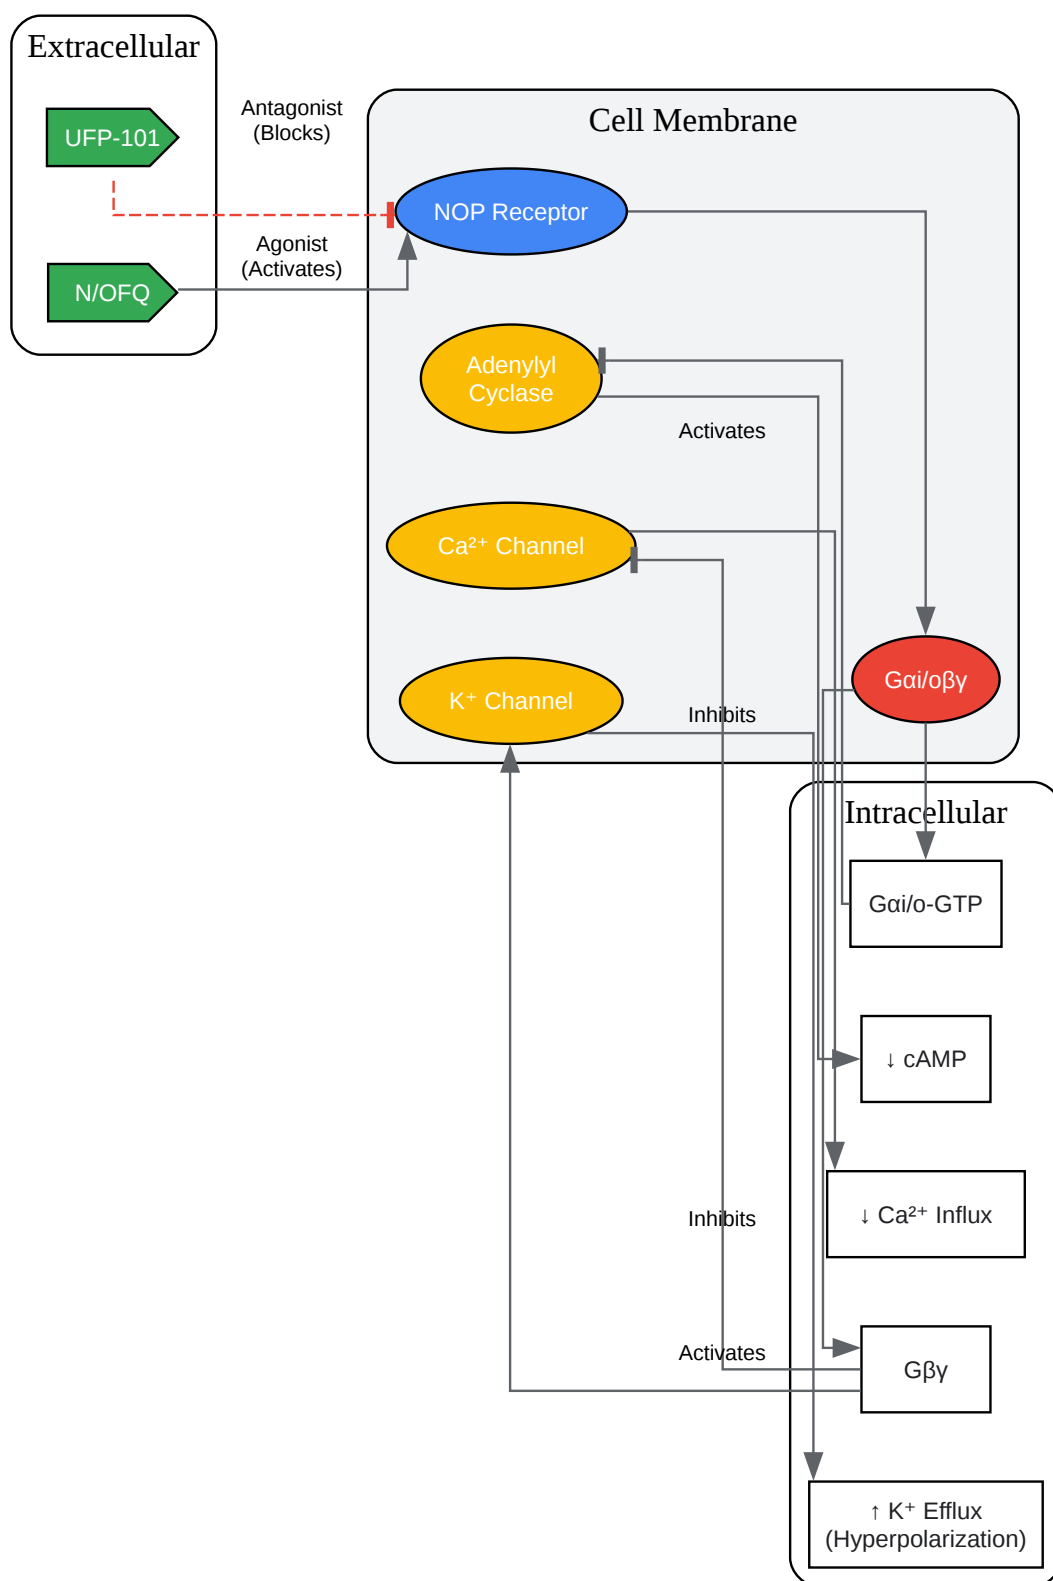 Extracellular
UFP-101
N/OFQ
Antagonist
(Blocks)
Agonist
(Activates)
Cell Membrane
NOP Receptor
Adenylyl
Cyclase
Activates
Ca²⁺ Channel
K⁺ Channel
Inhibits
Gαi/oβγ
Intracellular
Gαi/o-GTP
↓ cAMP
↓ Ca²⁺ Influx
Inhibits
Activates
Gβγ
↑ K⁺ Efflux
(Hyperpolarization)